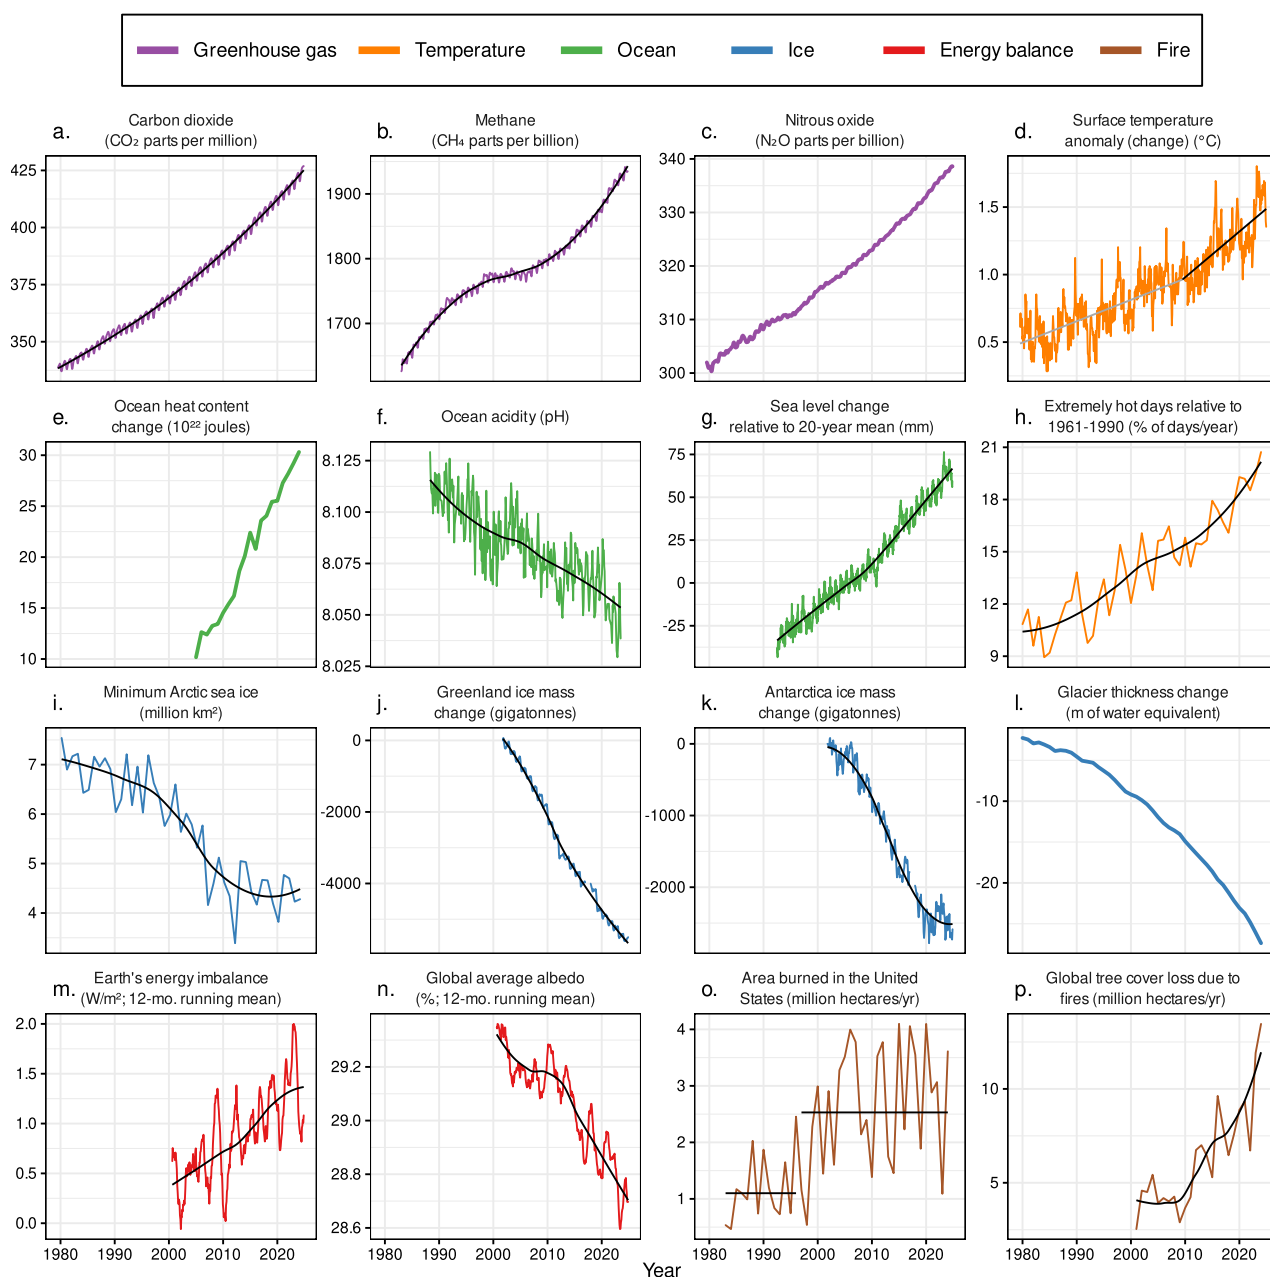 Greenhouse gas Temperature Ocean Ice Energy balance Fire
a. Carbon dioxide
(CO₂ parts per million)
425
400
375
350
b. Methane
(CH₄ parts per billion)
1900
1800
1700
c. Nitrous oxide
(N₂O parts per billion)
340
330
320
310
300
d. Surface temperature
anomaly (change) (°C)
1.5
1.0
0.5
e. Ocean heat content
change (10²² joules)
30
25
20
15
10
f. Ocean acidity (pH)
8.125
8.100
8.075
8.050
8.025
g. Sea level change
relative to 20-year mean (mm)
75
50
25
0
-25
h. Extremely hot days relative to
1961-1990 (% of days/year)
21
18
15
12
9
i. Minimum Arctic sea ice
(million km²)
7
6
5
4
j. Greenland ice mass
change (gigatonnes)
0
-2000
-4000
k. Antarctica ice mass
change (gigatonnes)
0
-1000
-2000
l. Glacier thickness change
(m of water equivalent)
-10
-20
m. Earth's energy imbalance
(W/m²; 12-mo. running mean)
2.0
1.5
1.0
0.5
0.0
1980 1990 2000 2010 2020
n. Global average albedo
(%; 12-mo. running mean)
29.2
29.0
28.8
28.6
1980 1990 2000 2010 2020
o. Area burned in the United
States (million hectares/yr)
4
3
2
1
1980 1990 2000 2010 2020
p. Global tree cover loss due to
fires (million hectares/yr)
10
5
1980 1990 2000 2010 2020
Year